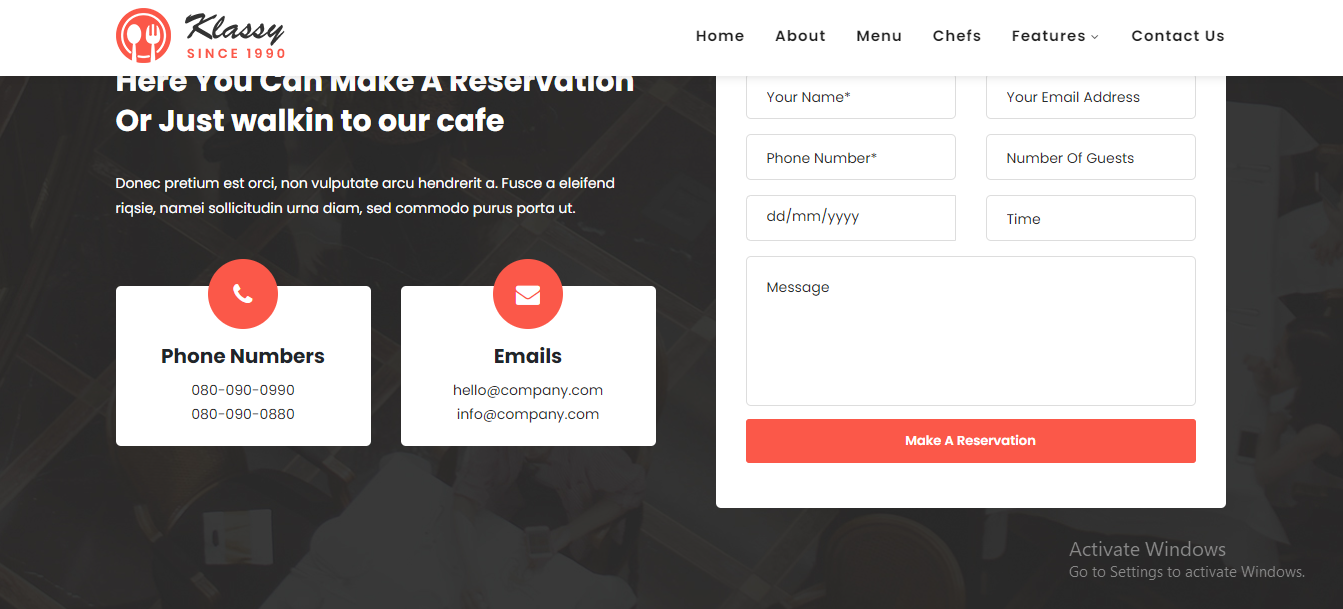 Klassy
SINCE 1990
Home About Menu Chefs Features Contact Us
Here You Can Make A Reservation
Or Just walkin to our cafe
Donec pretium est orci, non vulputate arcu hendrerit a. Fusce a eleifend
riqsie, namei sollicitudin urna diam, sed commodo purus porta ut.
Phone Numbers
080-090-0990
080-090-0880
Emails
hello@company.com
info@company.com
Your Name*
Your Email Address
Phone Number*
Number Of Guests
dd/mm/yyyy
Time
Message
Make A Reservation
Activate Windows
Go to Settings to activate Windows.